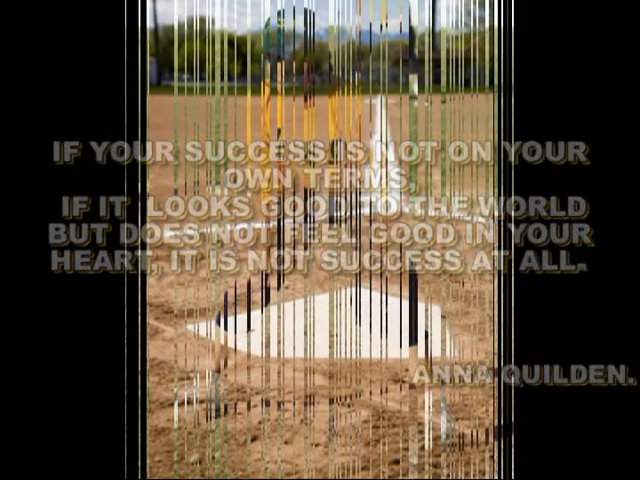 IF YOUR SUCCESS IS NOT ON YOUR
OWN TERMS,
IF IT LOOKS GOOD TO THE WORLD
BUT DOES NOT FEEL GOOD IN YOUR
HEART, IT IS NOT SUCCESS AT ALL.
ANNA QUILDEN.